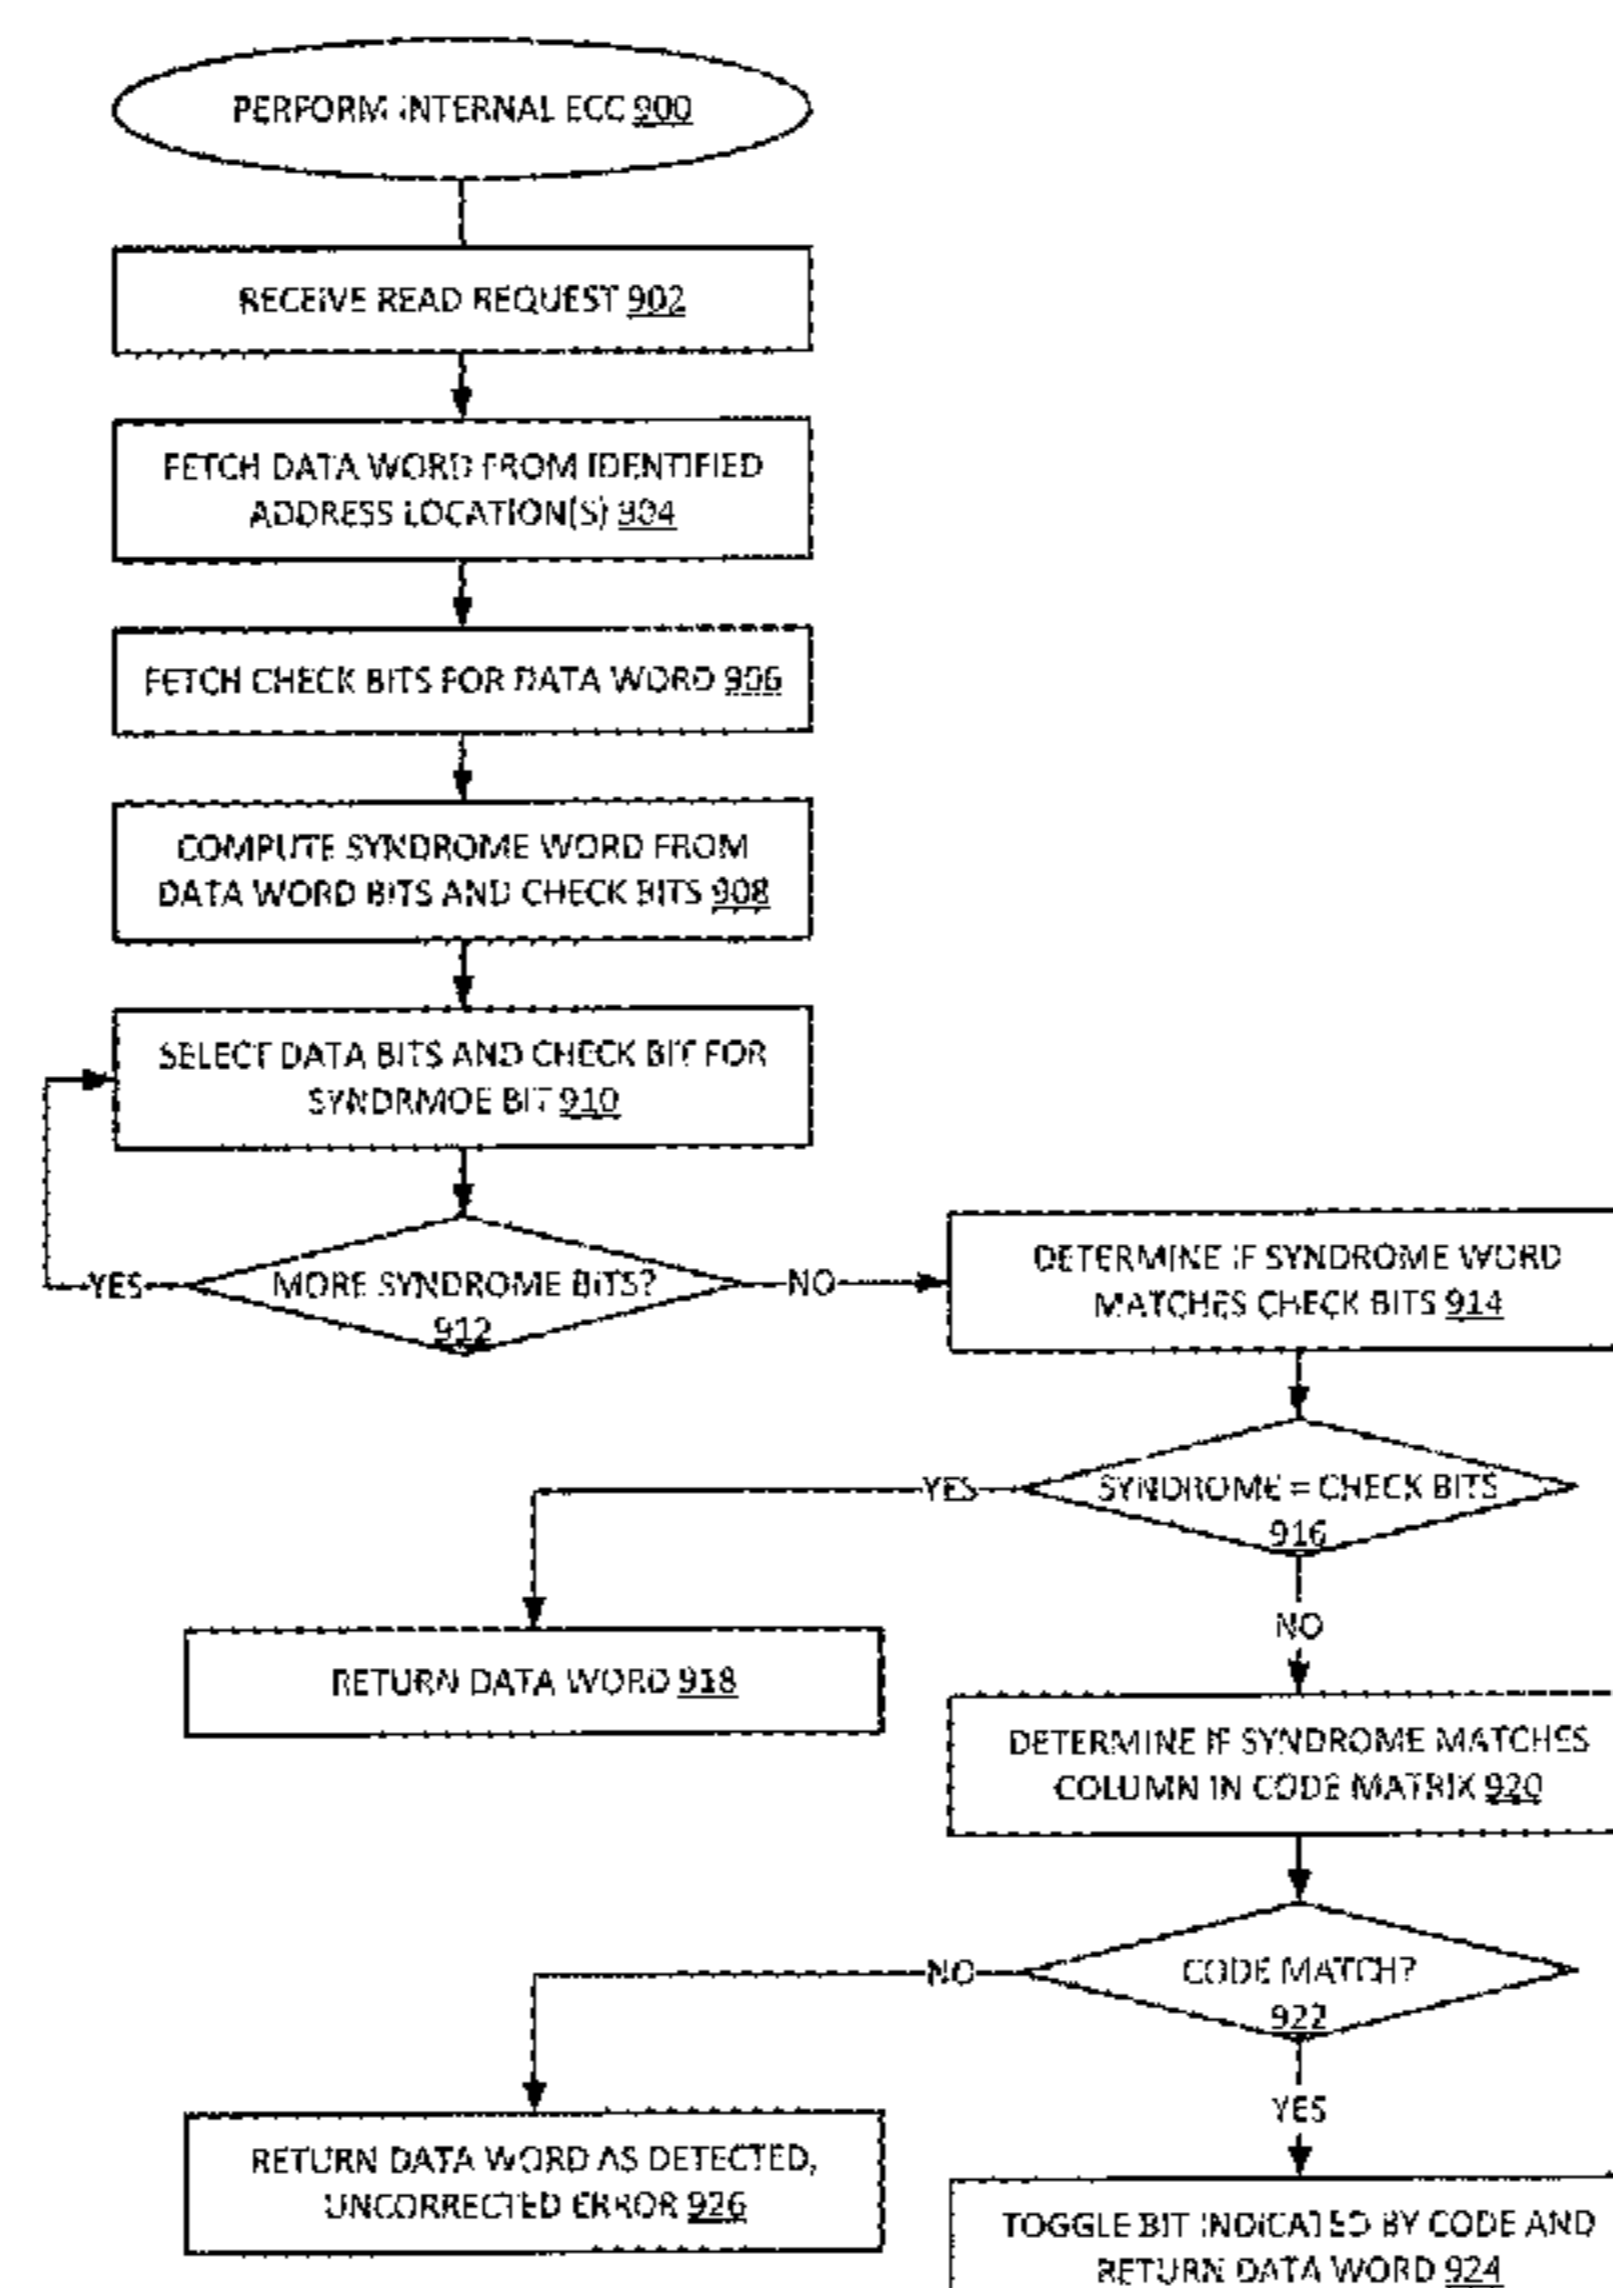 PERFORM INTERNAL ECC 900
RECEIVE READ REQUEST 902
FETCH DATA WORD FROM IDENTIFIED
ADDRESS LOCATION(S) 904
FETCH CHECK BITS FOR DATA WORD 906
COMPUTE SYNDROME WORD FROM
DATA WORD BITS AND CHECK BITS 908
SELECT DATA BITS AND CHECK BIT FOR
SYNDRMOE BIT 910
YES
MORE SYNDROME BITS?
912
NO
DETERMINE IF SYNDROME WORD
MATCHES CHECK BITS 914
YES
SYNDROME = CHECK BITS
916
NO
RETURN DATA WORD 918
DETERMINE IF SYNDROME MATCHES
COLUMN IN CODE MATRIX 920
NO
CODE MATCH?
922
YES
RETURN DATA WORD AS DETECTED,
UNCORRECTED ERROR 926
TOGGLE BIT INDICATED BY CODE AND
RETURN DATA WORD 924